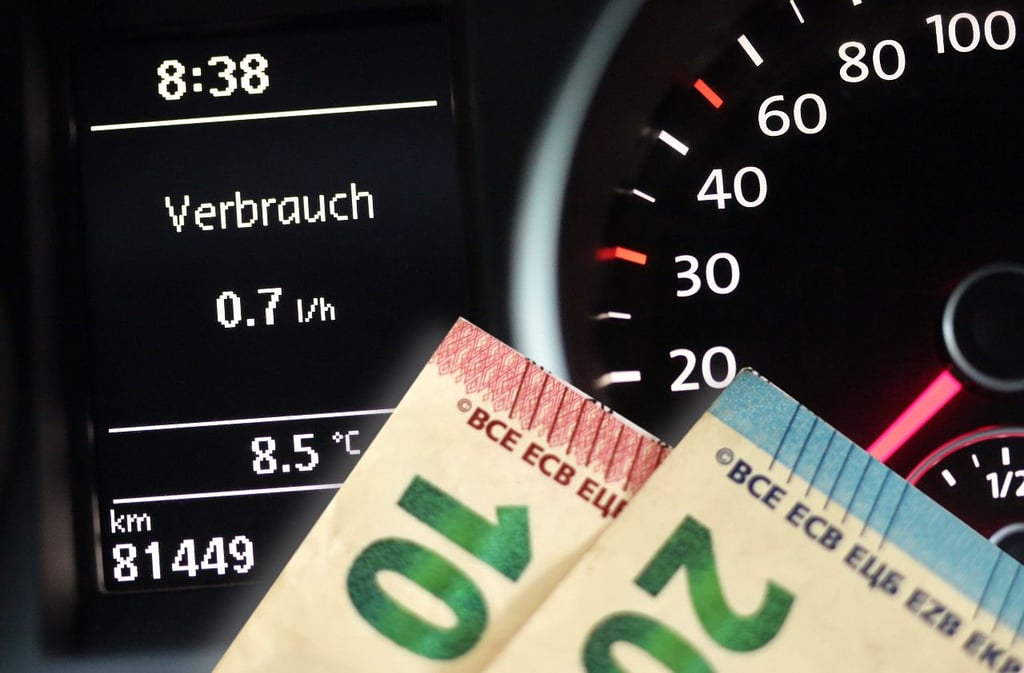 8:38
Verbrauch
0.7 l/h
8.5 °C
km
81449
100
80
60
40
30
20
1/2
©BCE ECB ЕЦ
10
©BCE ECB ЕЦБ EZB EKP
20